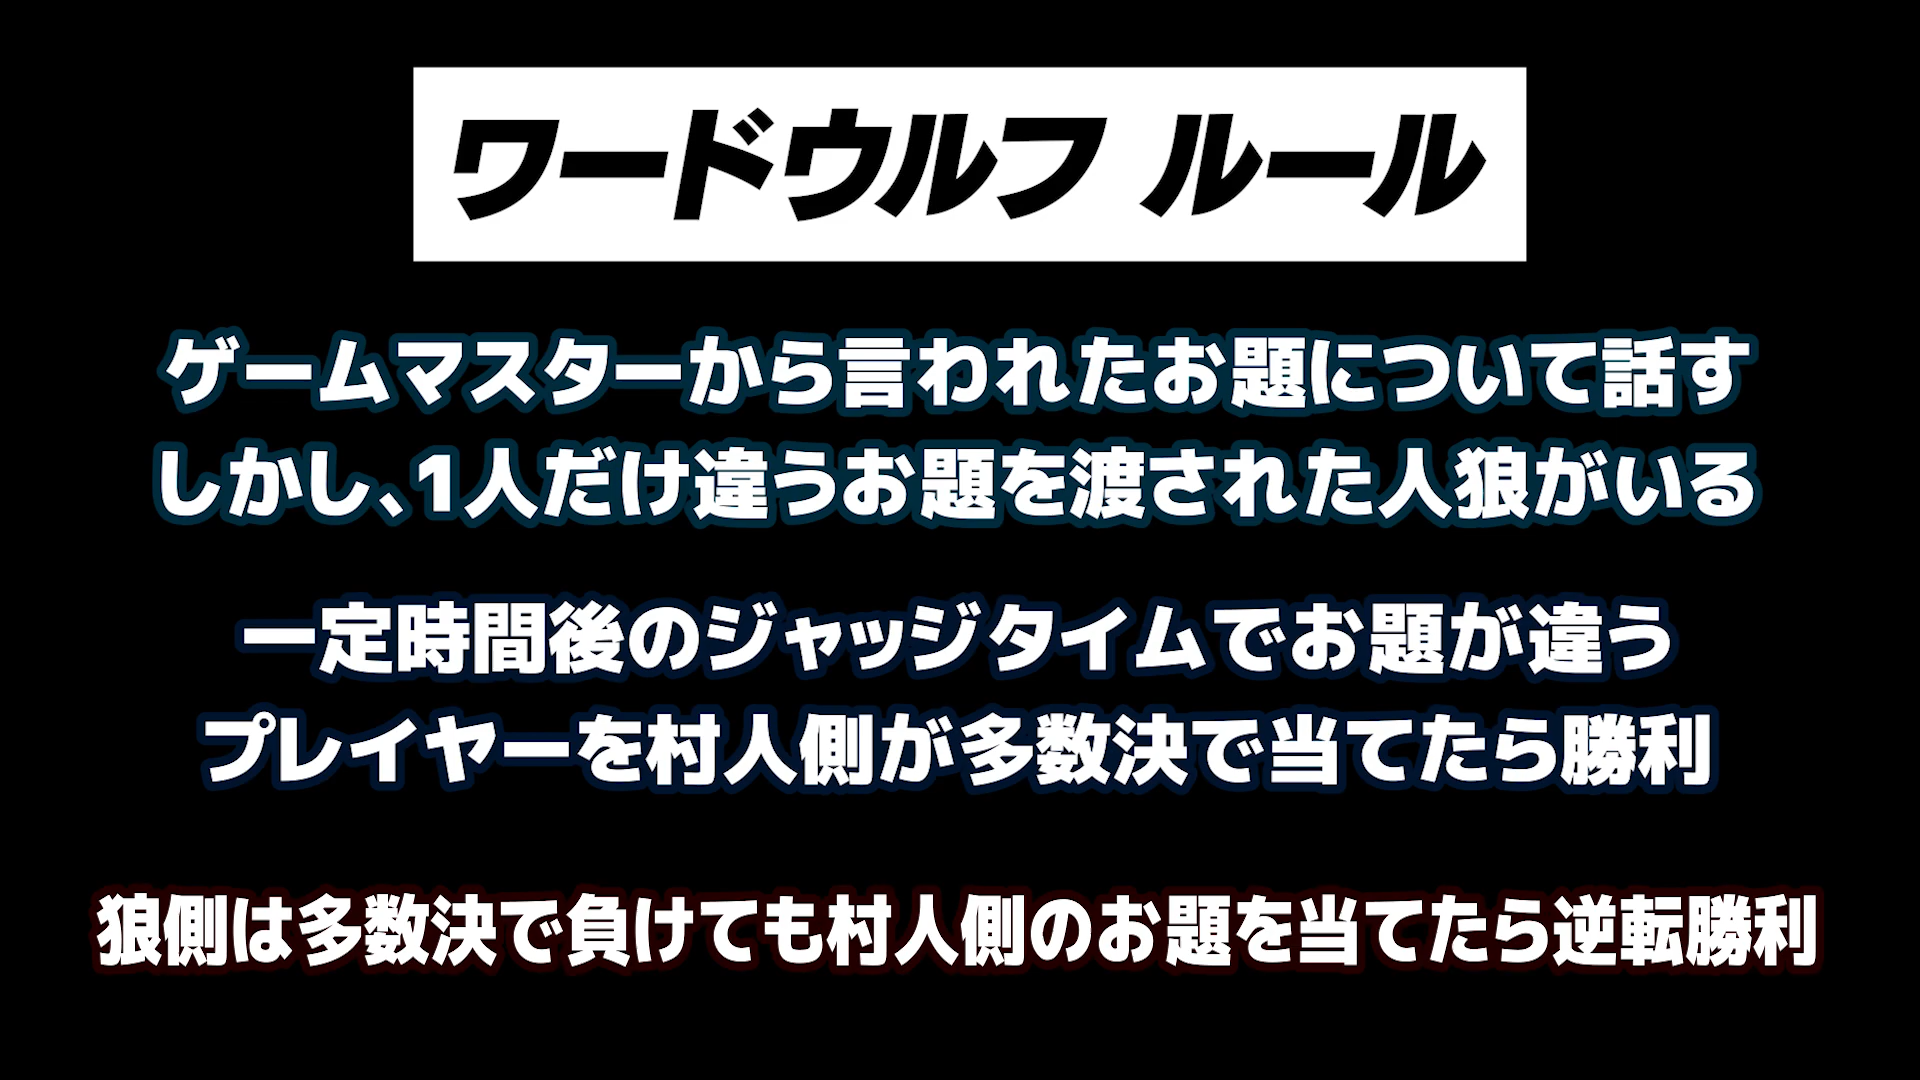 ワードウルフ ルール
ゲームマスターから言われたお題について話す
しかし、1人だけ違うお題を渡された人狼がいる
一定時間後のジャッジタイムでお題が違う
プレイヤーを村人側が多数決で当てたら勝利
狼側は多数決で負けても村人側のお題を当てたら逆転勝利